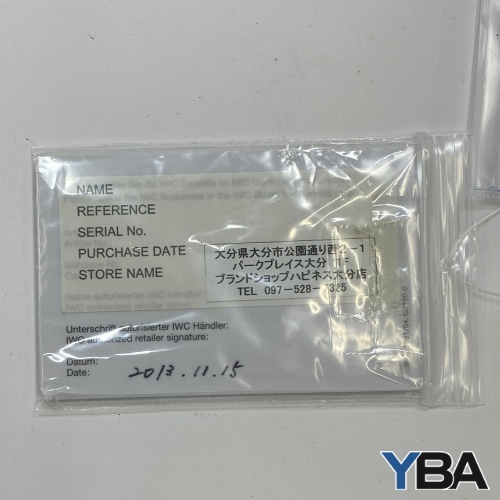 NAME
REFERENCE
SERIAL No.
PURCHASE DATE
STORE NAME
大分県大分市公園通り西2-1
パークプレイス大分
ブランドショップハピネス大分店
TEL 097-528-
Unterschrift autorisierter IWC Händler:
IWC authorized retailer signature:
Datum:
Date: 2013.11.15
YBA